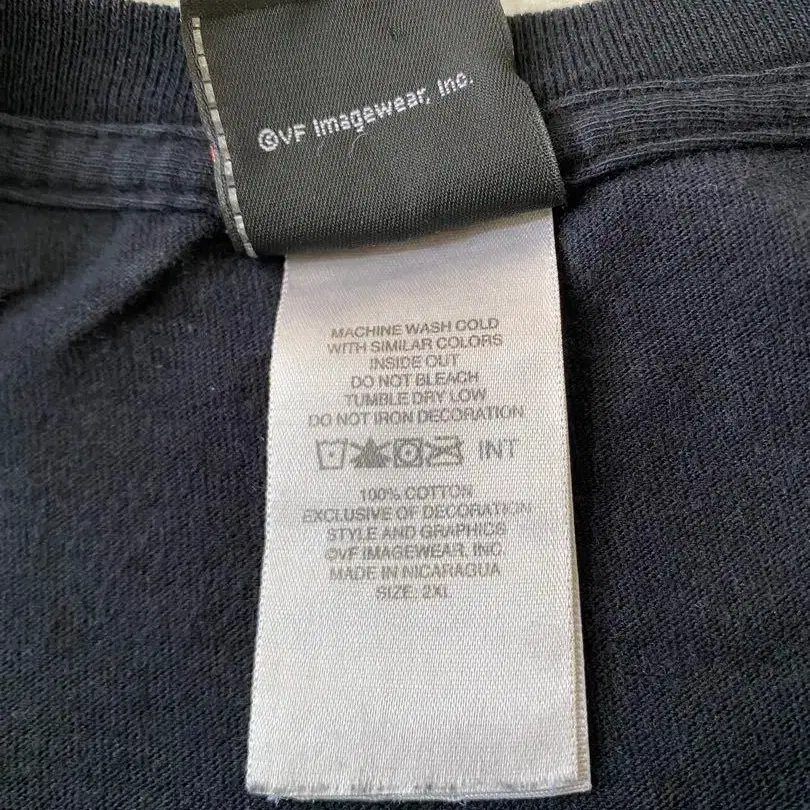 ©VF Imagewear, Inc.
MACHINE WASH COLD
WITH SIMILAR COLORS
INSIDE OUT
DO NOT BLEACH
TUMBLE DRY LOW
DO NOT IRON DECORATION
INT
100% COTTON
EXCLUSIVE OF DECORATION
STYLE AND GRAPHICS
©VF IMAGEWEAR, INC.
MADE IN NICARAGUA
SIZE: 2XL